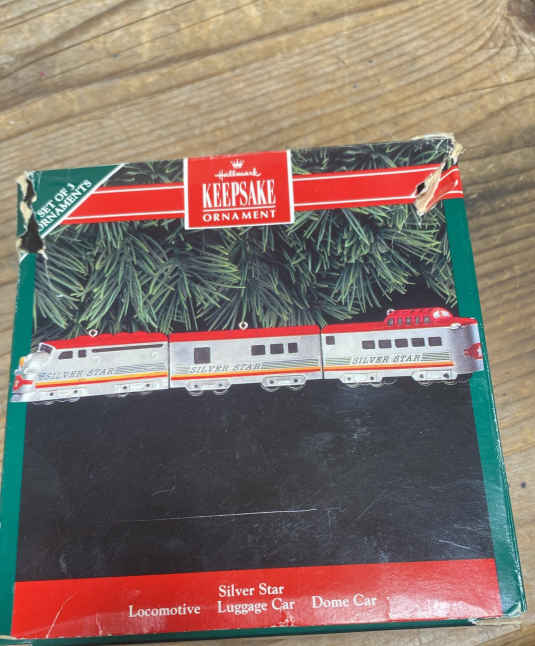 SET OF 3
ORNAMENTS
Hallmark
KEEPSAKE
ORNAMENT
SILVER STAR
SILVER STAR
SILVER STAR
Silver Star
Locomotive Luggage Car Dome Car